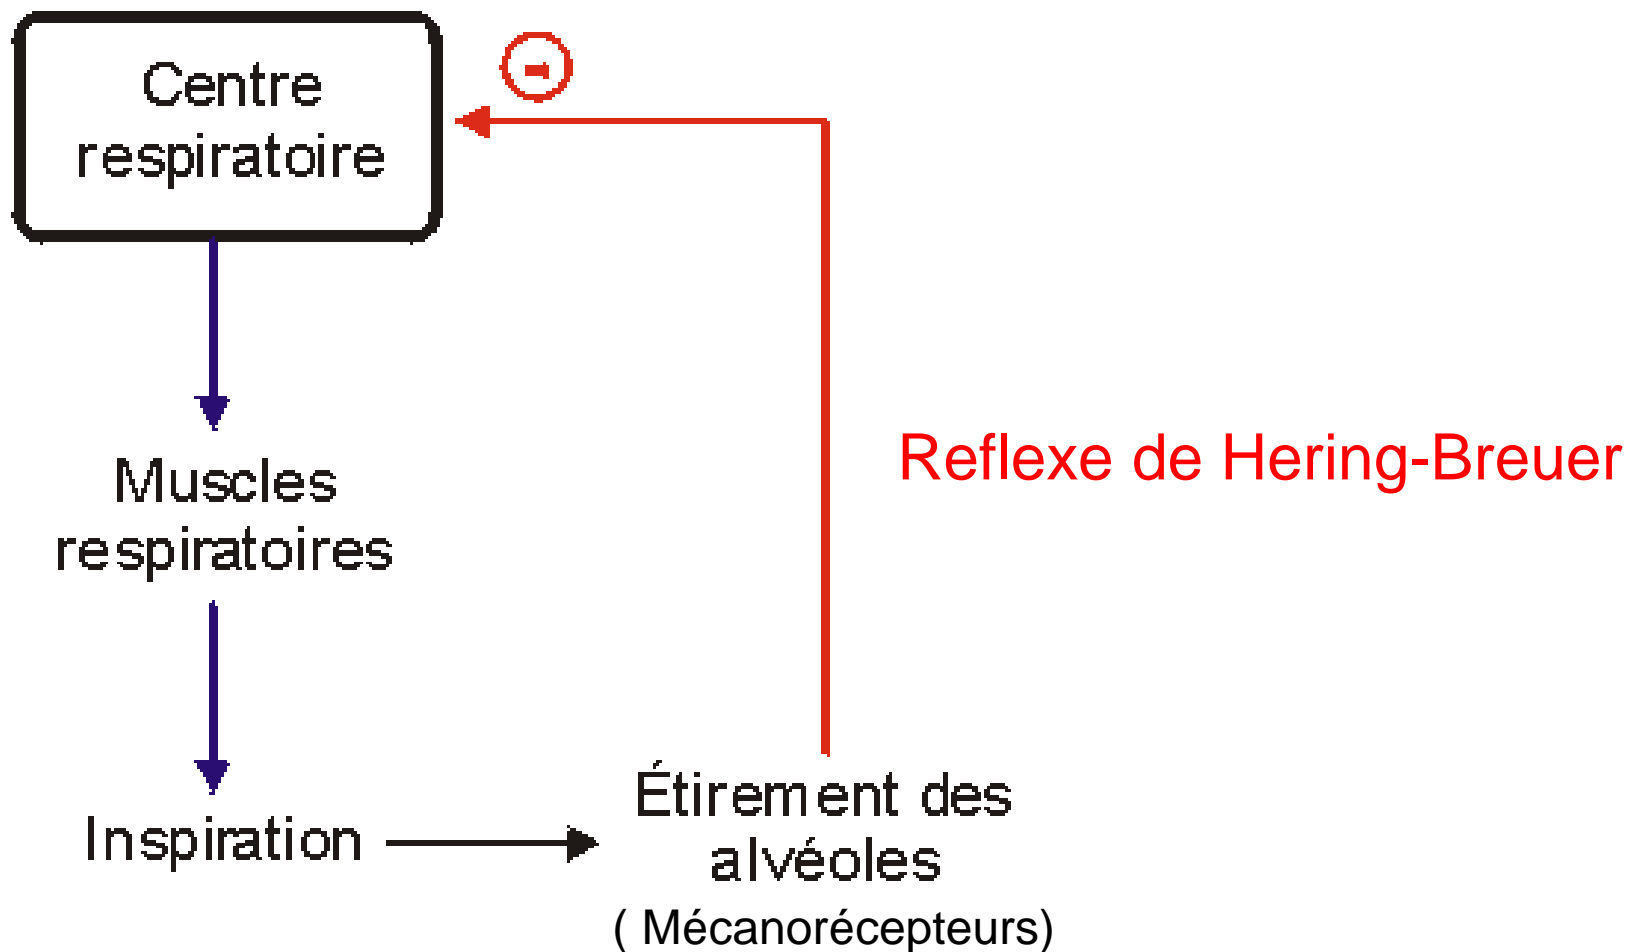 Centre
respiratoire
-
Muscles
respiratoires
Reflexe de Hering-Breuer
Inspiration
Étirement des
alvéoles
( Mécanorécepteurs)